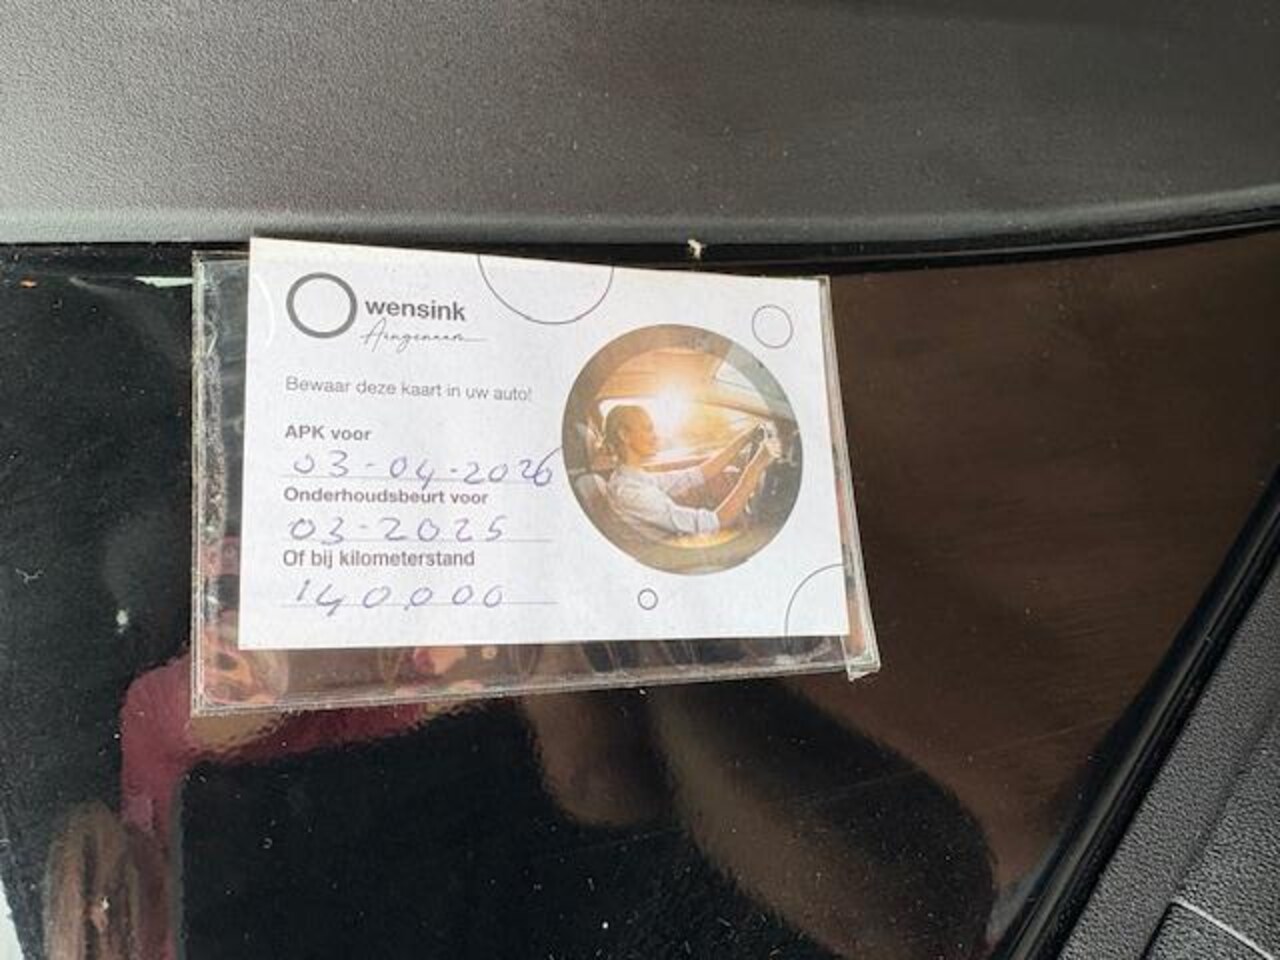 wensink
Aangenaam
Bewaar deze kaart in uw auto!
APK voor
03-04-2026
Onderhoudsbeurt voor
03-2025
Of bij kilometerstand
140.000